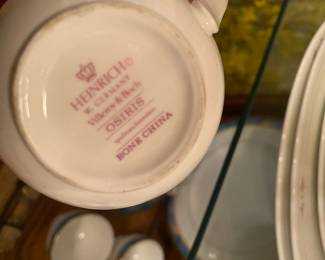 HEINRICH®
W. GERMANY
Villeroy & Boch
OSIRIS
BONE CHINA